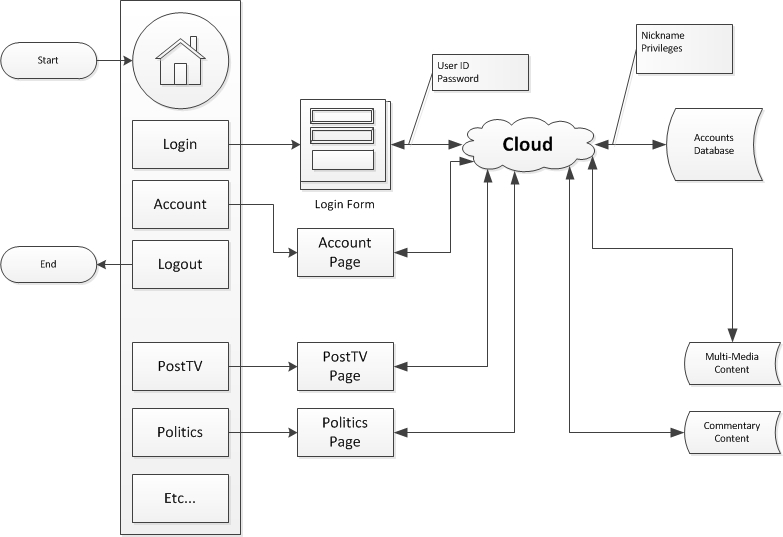 Start
Login
Account
Logout
End
PostTV
Politics
Etc...
Login Form
User ID
Password
Nickname
Privileges
Cloud
Accounts
Database
Account
Page
PostTV
Page
Politics
Page
Multi-Media
Content
Commentary
Content